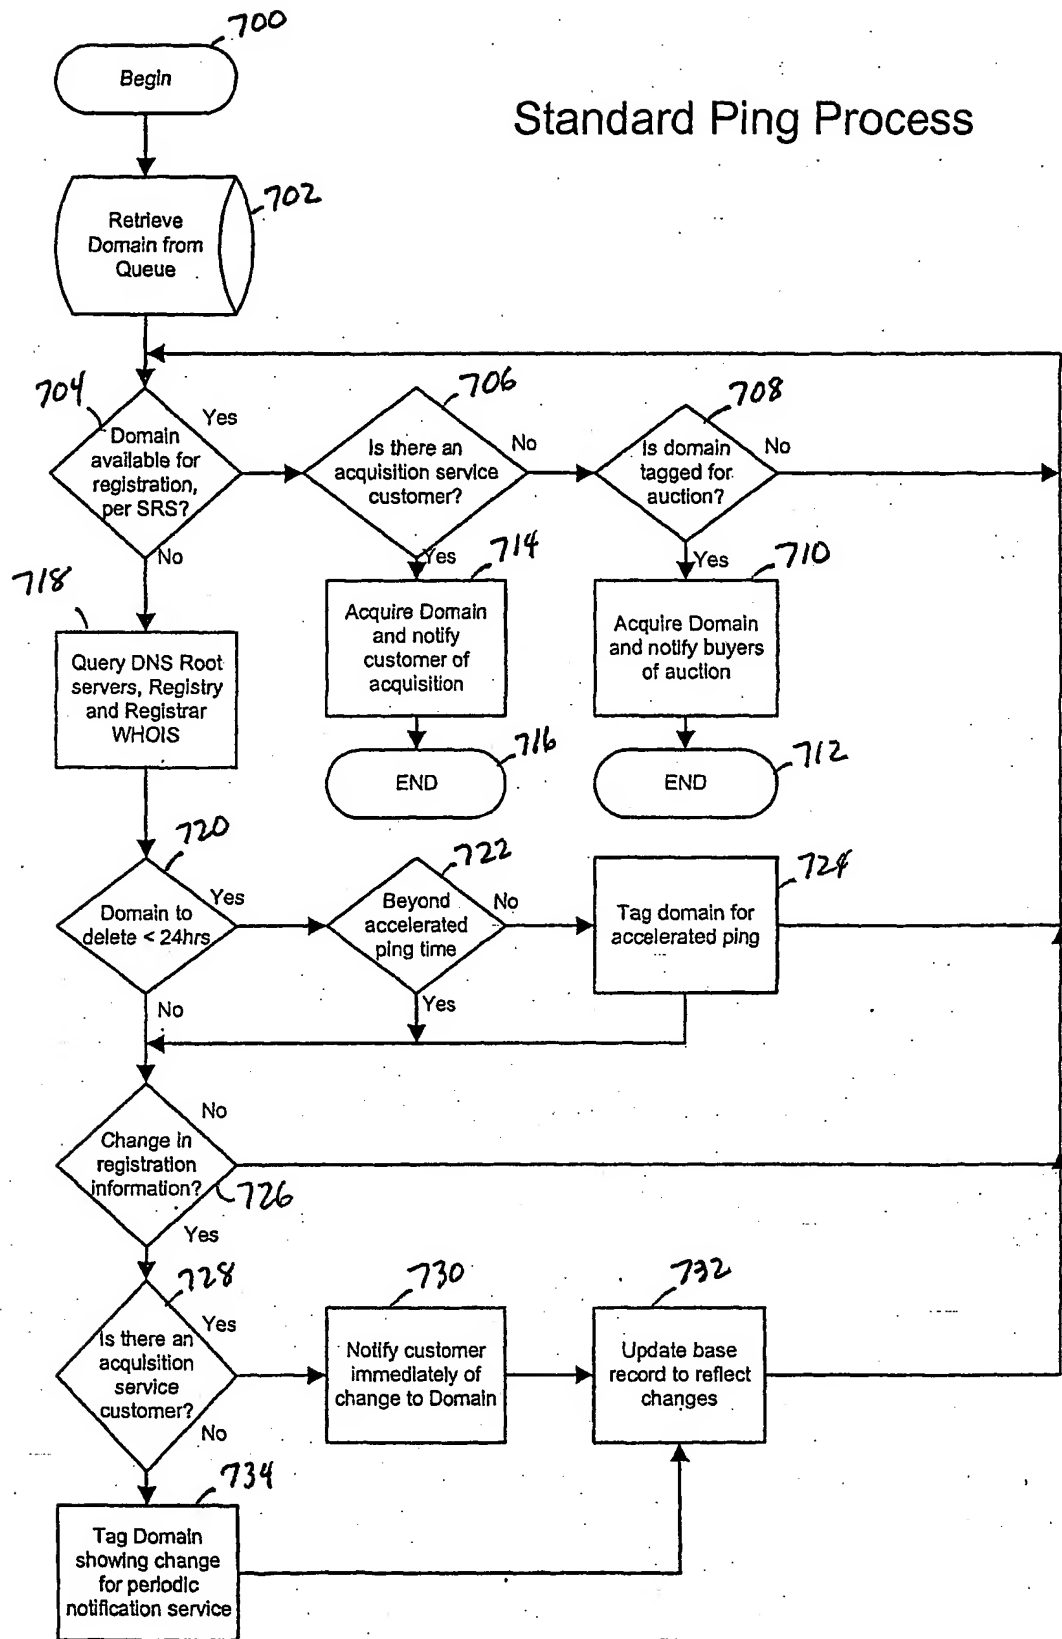 700
Begin
Standard Ping Process
702
Retrieve
Domain from
Queue
704
Yes
Domain
available for
registration,
per SRS?
No
706
No
Is there an
acquisition service
customer?
Yes
708
No
Is domain
tagged for
auction?
Yes
718
Query DNS Root
servers, Registry
and Registrar
WHOIS
714
Acquire Domain
and notify
customer of
acquisition
710
Acquire Domain
and notify buyers
of auction
716
END
712
END
720
Yes
Domain to
delete < 24hrs
No
722
Beyond
accelerated
ping time
No
Yes
724
Tag domain for
accelerated ping
No
Change in
registration
information?
726
Yes
728
Yes
Is there an
acquisition
service
customer?
No
730
Notify customer
immediately of
change to Domain
732
Update base
record to reflect
changes
734
Tag Domain
showing change
for periodic
notification service